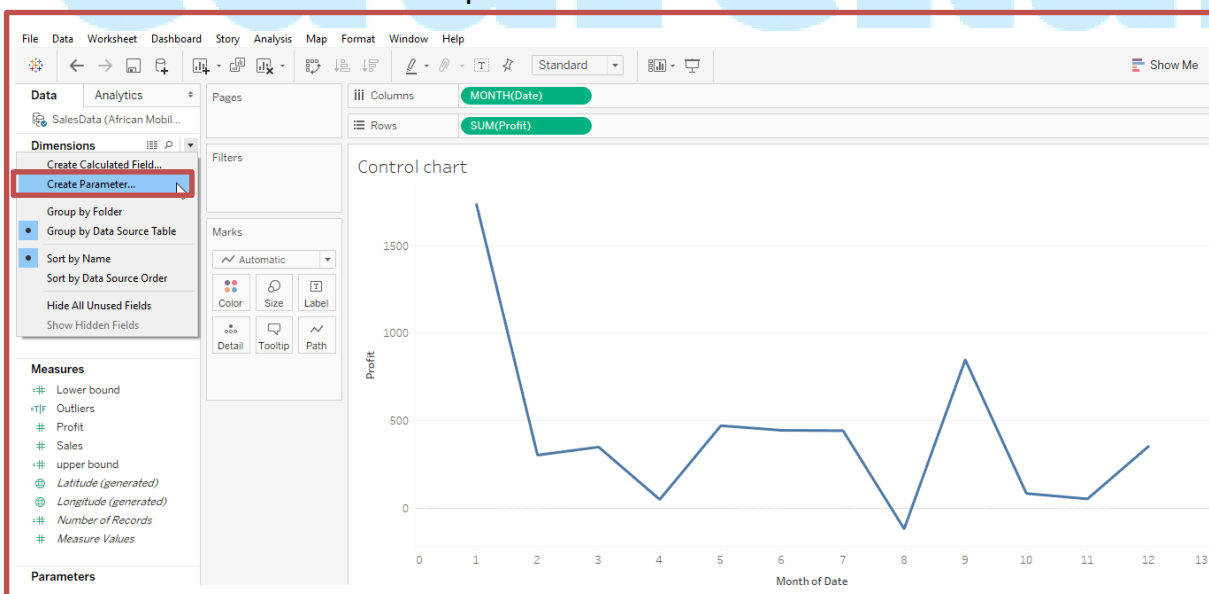 File Data Worksheet Dashboard Story Analysis Map Format Window Help
Standard
Show Me
Data Analytics
Pages
Columns MONTH(Date)
SalesData (African Mobil...
Rows SUM(Profit)
Dimensions
Filters
Create Calculated Field...
Create Parameter...
Group by Folder
Group by Data Source Table
Sort by Name
Sort by Data Source Order
Hide All Unused Fields
Show Hidden Fields
Marks
Automatic
Color Size Label
Detail Tooltip Path
Measures
Lower bound
Outliers
Profit
Sales
upper bound
Latitude (generated)
Longitude (generated)
Number of Records
Measure Values
Parameters
Control chart
1500
1000
500
0
Profit
0 1 2 3 4 5 6 7 8 9 10 11 12 13
Month of Date